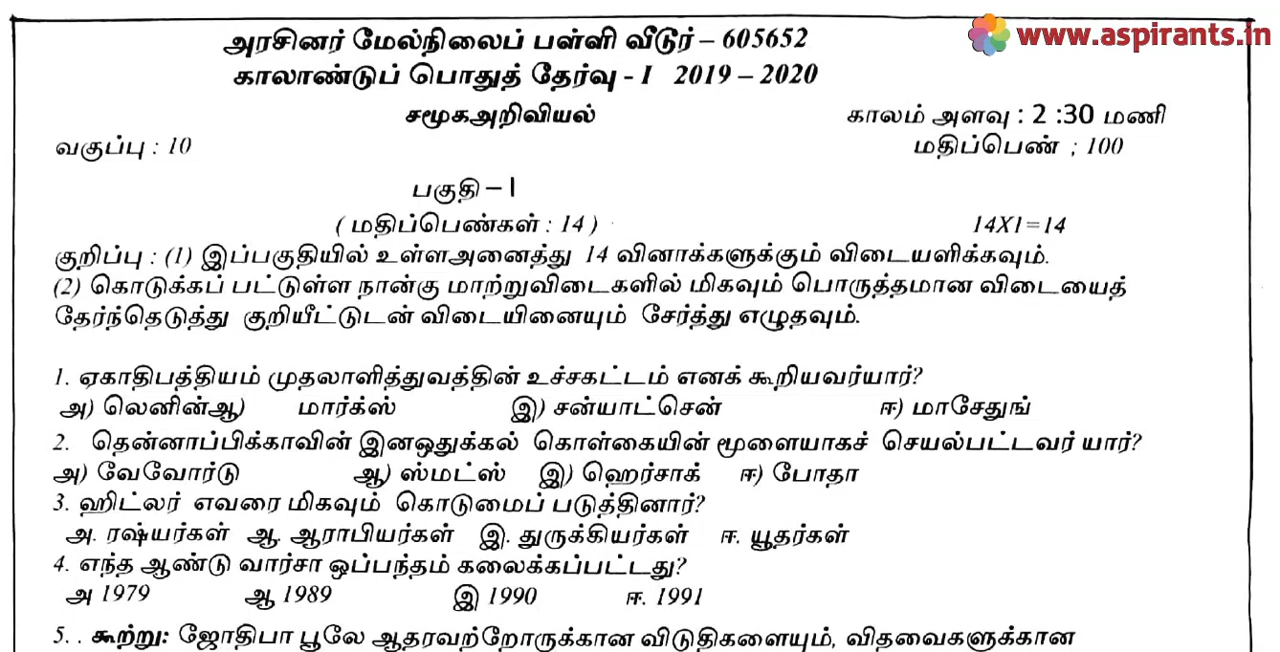 www.aspirants.in
அரசினர் மேல்நிலைப் பள்ளி வீடூர் – 605652
காலாண்டுப் பொதுத் தேர்வு - I 2019 – 2020
சமூகஅறிவியல் காலம் அளவு : 2 :30 மணி
வகுப்பு : 10 மதிப்பெண் ; 100
பகுதி – I
( மதிப்பெண்கள் : 14 ) 14X1=14
குறிப்பு : (1) இப்பகுதியில் உள்ளஅனைத்து 14 வினாக்களுக்கும் விடையளிக்கவும்.
(2) கொடுக்கப் பட்டுள்ள நான்கு மாற்றுவிடைகளில் மிகவும் பொருத்தமான விடையைத்
தேர்ந்தெடுத்து குறியீட்டுடன் விடையினையும் சேர்த்து எழுதவும்.
1. ஏகாதிபத்தியம் முதலாளித்துவத்தின் உச்சகட்டம் எனக் கூறியவர்யார்?
அ) லெனின்ஆ) மார்க்ஸ் இ) சன்யாட்சென் ஈ) மாசேதுங்
2. தென்னாப்பிக்காவின் இனஒதுக்கல் கொள்கையின் மூளையாகச் செயல்பட்டவர் யார்?
அ) வேவோர்டு ஆ) ஸ்மட்ஸ் இ) ஹெர்சாக் ஈ) போதா
3. ஹிட்லர் எவரை மிகவும் கொடுமைப் படுத்தினார்?
அ. ரஷ்யர்கள் ஆ. ஆராபியர்கள் இ. துருக்கியர்கள் ஈ. யூதர்கள்
4. எந்த ஆண்டு வார்சா ஒப்பந்தம் கலைக்கப்பட்டது?
அ 1979 ஆ 1989 இ 1990 ஈ. 1991
5. . கூற்று: ஜோதிபா பூலே ஆதரவற்றோருக்கான விடுதிகளையும், விதவைகளுக்கான